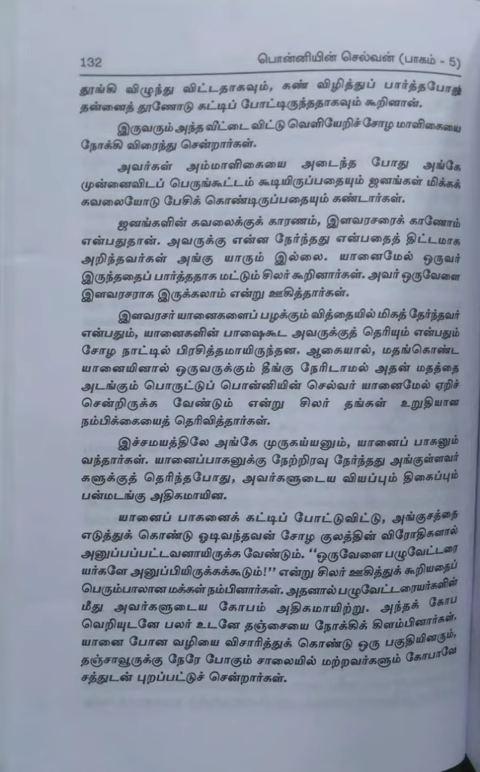 132 பொன்னியின் செல்வன் (பாகம் - 5)
தூங்கி விழுந்து விட்டதாகவும், கண் விழித்துப் பார்த்தபோது
தன்னைத் தூணோடு கட்டிப் போட்டிருந்ததாகவும் கூறினான்.
இருவரும் அந்த வீட்டை விட்டு வெளியேறிச் சோழ மாளிகையை
நோக்கி விரைந்து சென்றார்கள்.
அவர்கள் அம்மாளிகையை அடைந்த போது அங்கே
முன்னைவிடப் பெருங்கூட்டம் கூடியிருப்பதையும் ஜனங்கள் மிக்கக்
கவலையோடு பேசிக் கொண்டிருப்பதையும் கண்டார்கள்.
ஜனங்களின் கவலைக்குக் காரணம், இளவரசரைக் காணோம்
என்பதுதான். அவருக்கு என்ன நேர்ந்தது என்பதைத் திட்டமாக
அறிந்தவர்கள் அங்கு யாரும் இல்லை. யானைமேல் ஒருவர்
இருந்ததைப் பார்த்ததாக மட்டும் சிலர் கூறினார்கள். அவர் ஒருவேளை
இளவரசராக இருக்கலாம் என்று ஊகித்தார்கள்.
இளவரசர் யானைகளைப் பழக்கும் வித்தையில் மிகத் தேர்ந்தவர்
என்பதும், யானைகளின் பாஷைகூட அவருக்குத் தெரியும் என்பதும்
சோழ நாட்டில் பிரசித்தமாயிருந்தன. ஆகையால், மதங்கொண்ட
யானையினால் ஒருவருக்கும் தீங்கு நேரிடாமல் அதன் மதத்தை
அடங்கும் பொருட்டுப் பொன்னியின் செல்வர் யானைமேல் ஏறிச்
சென்றிருக்க வேண்டும் என்று சிலர் தங்கள் உறுதியான
நம்பிக்கையைத் தெரிவித்தார்கள்.
இச்சமயத்திலே அங்கே முருகய்யனும், யானைப் பாகனும்
வந்தார்கள். யானைப்பாகனுக்கு நேற்றிரவு நேர்ந்தது அங்குள்ளவர்
களுக்குத் தெரிந்தபோது, அவர்களுடைய வியப்பும் திகைப்பும்
பன்மடங்கு அதிகமாயின.
யானைப் பாகனைக் கட்டிப் போட்டுவிட்டு, அங்குசத்தை
எடுத்துக் கொண்டு ஓடிவந்தவன் சோழ குலத்தின் விரோதிகளால்
அனுப்பப்பட்டவனாயிருக்க வேண்டும். “ஒருவேளை பழுவேட்டரை
யர்களே அனுப்பியிருக்கக்கூடும்!” என்று சிலர் ஊகித்துக் கூறியதைப்
பெரும்பாலான மக்கள் நம்பினார்கள். அதனால் பழுவேட்டரையர்களின்
மீது அவர்களுடைய கோபம் அதிகமாயிற்று. அந்தக் கோப
வெறியுடனே பலர் உடனே தஞ்சையை நோக்கிக் கிளம்பினார்கள்.
யானை போன வழியை விசாரித்துக் கொண்டு ஒரு பகுதியினரும்,
தஞ்சாவூருக்கு நேரே போகும் சாலையில் மற்றவர்களும் கோபாவே
சத்துடன் புறப்பட்டுச் சென்றார்கள்.